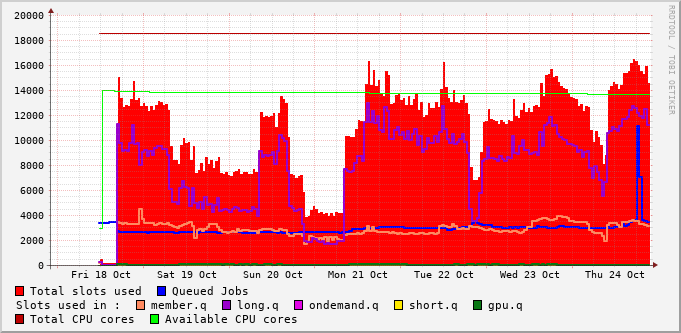 RRDTOOL / TOBI OETIKER
20000
18000
16000
14000
12000
10000
8000
6000
4000
2000
0
Fri 18 Oct Sat 19 Oct Sun 20 Oct Mon 21 Oct Tue 22 Oct Wed 23 Oct Thu 24 Oct
Total slots used Queued Jobs
Slots used in : member.q long.q ondemand.q short.q gpu.q
Total CPU cores Available CPU cores